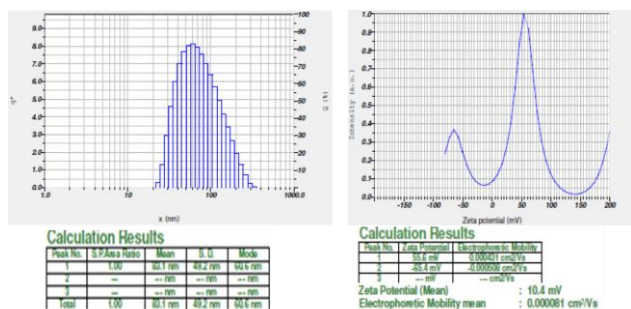 8.0
7.0
6.0
5.0
4.0
3.0
2.0
1.0
0.0
q*
100
90
80
70
60
50
40
30
20
10
Q (%)
1.0 10 100 1000.0
x (nm)
Calculation Results
Peak No. S.P.Area Ratio Mean S. D. Mode
1 1.00 83.1 nm 49.2 nm 60.6 nm
2 --- --- nm --- nm --- nm
3 --- --- nm --- nm --- nm
Total 1.00 83.1 nm 49.2 nm 60.6 nm
1.0
0.9
0.8
0.7
0.6
0.5
0.4
0.3
0.2
0.1
0.0
Intensity (a.u.)
-150 -100 -50 0 50 100 150 200
Zeta potential (mV)
Calculation Results
Peak No. Zeta Potential Electrophoretic Mobility
1 55.6 mV 0.000431 cm2/Vs
2 -65.4 mV -0.000508 cm2/Vs
3 --- mV --- cm2/Vs
Zeta Potential (Mean) : 10.4 mV
Electrophoretic Mobility mean : 0.000081 cm²/Vs